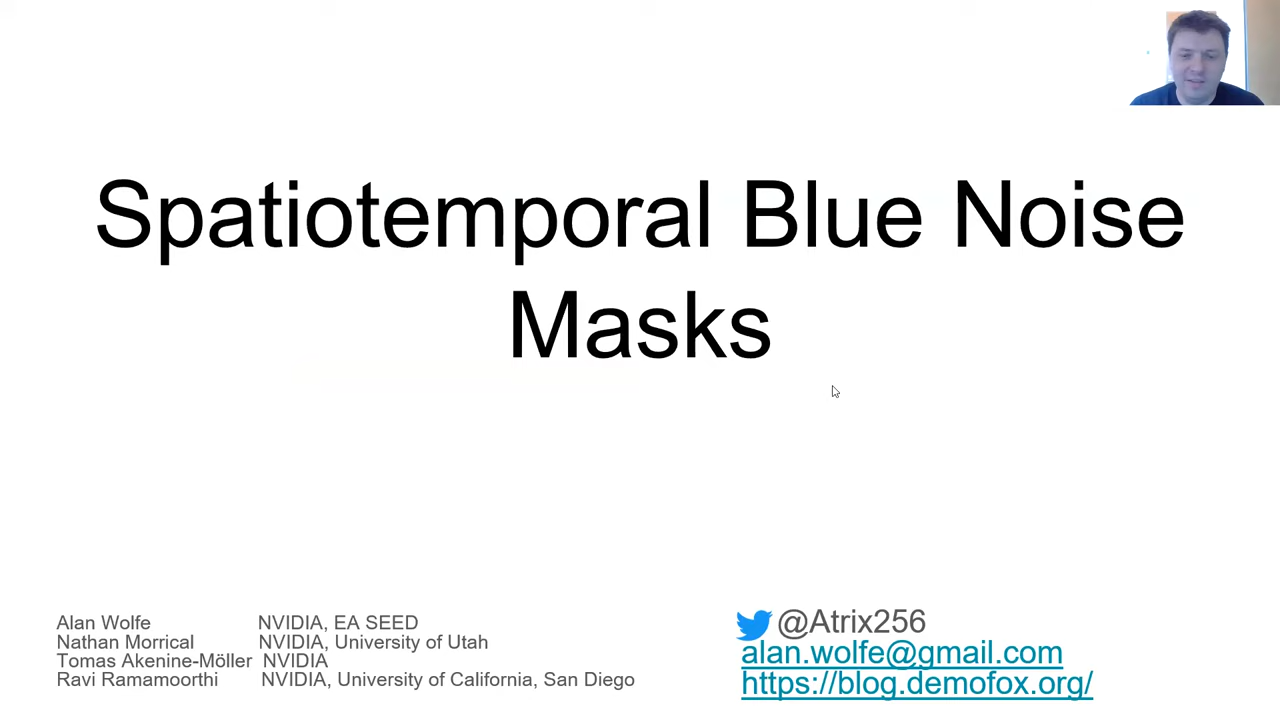 Spatiotemporal Blue Noise
Masks
Alan Wolfe NVIDIA, EA SEED
Nathan Morrical NVIDIA, University of Utah
Tomas Akenine-Möller NVIDIA
Ravi Ramamoorthi NVIDIA, University of California, San Diego
@Atrix256
alan.wolfe@gmail.com
https://blog.demofox.org/